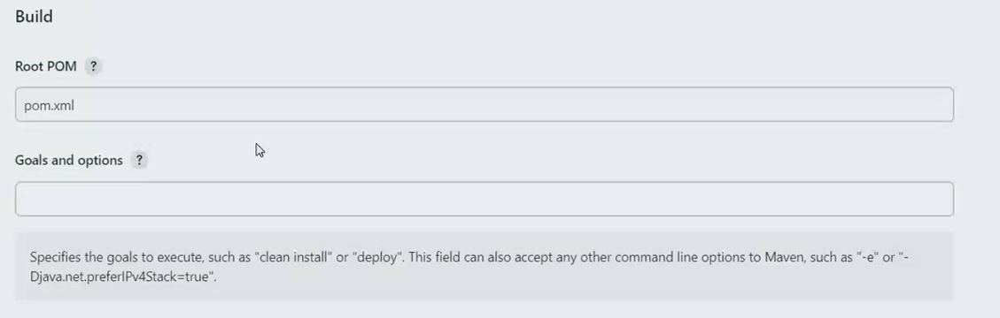 Build
Root POM ?
pom.xml
Goals and options ?
Specifies the goals to execute, such as "clean install" or "deploy". This field can also accept any other command line options to Maven, such as "-e" or "-
Djava.net.preferIPv4Stack=true".